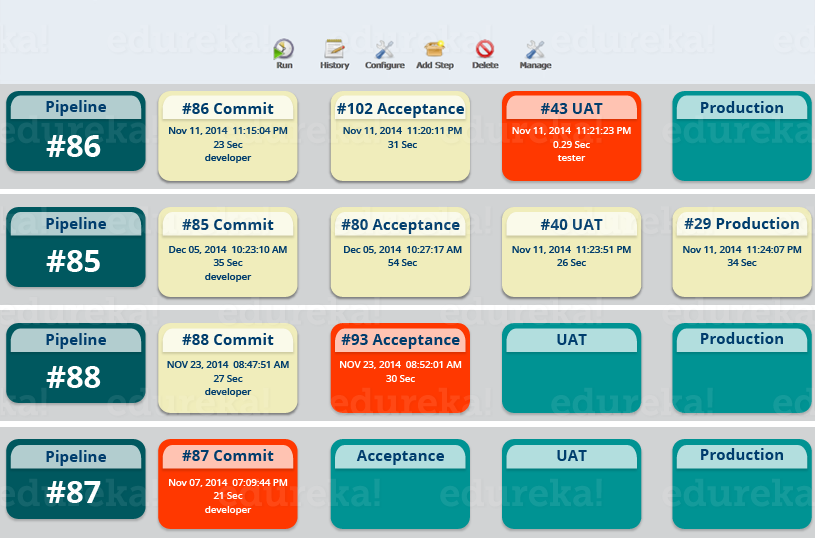 edureka!
Run
History
Configure
Add Step
Delete
Manage
Pipeline
#86
#86 Commit
Nov 11, 2014 11:15:04 PM
23 Sec
developer
#102 Acceptance
Nov 11, 2014 11:20:11 PM
31 Sec
#43 UAT
Nov 11, 2014 11:21:23 PM
0.29 Sec
tester
Production
Pipeline
#85
#85 Commit
Dec 05, 2014 10:23:10 AM
35 Sec
developer
#80 Acceptance
Dec 05, 2014 10:27:17 AM
54 Sec
#40 UAT
Nov 11, 2014 11:23:51 PM
26 Sec
#29 Production
Nov 11, 2014 11:24:07 PM
34 Sec
Pipeline
#88
#88 Commit
NOV 23, 2014 08:47:51 AM
27 Sec
developer
#93 Acceptance
NOV 23, 2014 08:52:01 AM
30 Sec
UAT
Production
Pipeline
#87
#87 Commit
Nov 07, 2014 07:09:44 PM
21 Sec
developer
Acceptance
UAT
Production